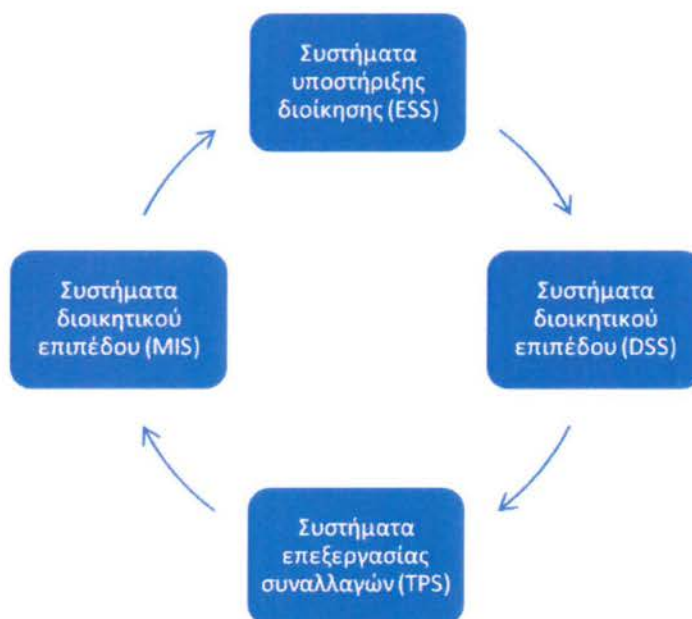 Συστήματα
υποστήριξης
διοίκησης (ESS)
Συστήματα
διοικητικού
επιπέδου (MIS)
Συστήματα
διοικητικού
επιπέδου (DSS)
Συστήματα
επεξεργασίας
συναλλαγών (TPS)